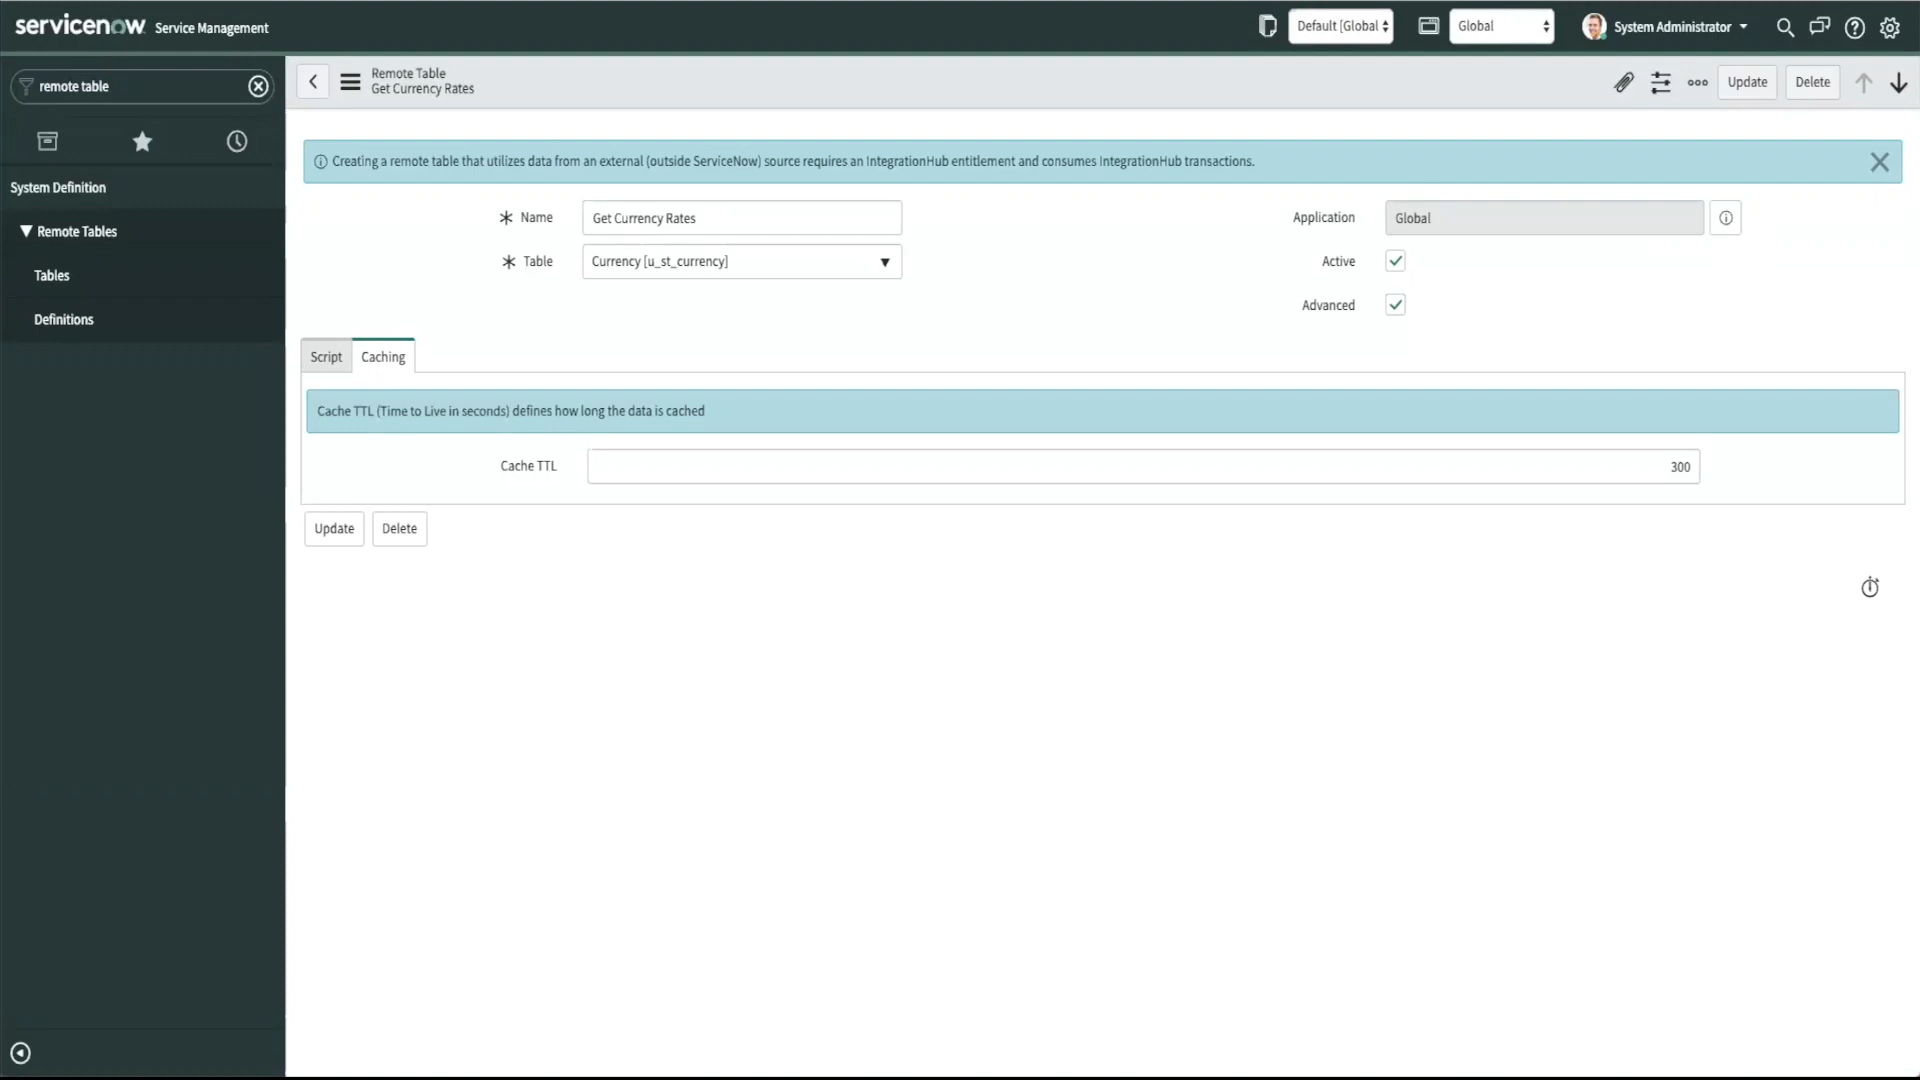 servicenow Service Management
Default [Global
Global
System Administrator
remote table
Remote Table
Get Currency Rates
Update
Delete
System Definition
Remote Tables
Tables
Definitions
Creating a remote table that utilizes data from an external (outside ServiceNow) source requires an IntegrationHub entitlement and consumes IntegrationHub transactions.
Name
Get Currency Rates
Application
Global
Table
Currency [u_st_currency]
Active
Advanced
Script
Caching
Cache TTL (Time to Live in seconds) defines how long the data is cached
Cache TTL
300
Update
Delete